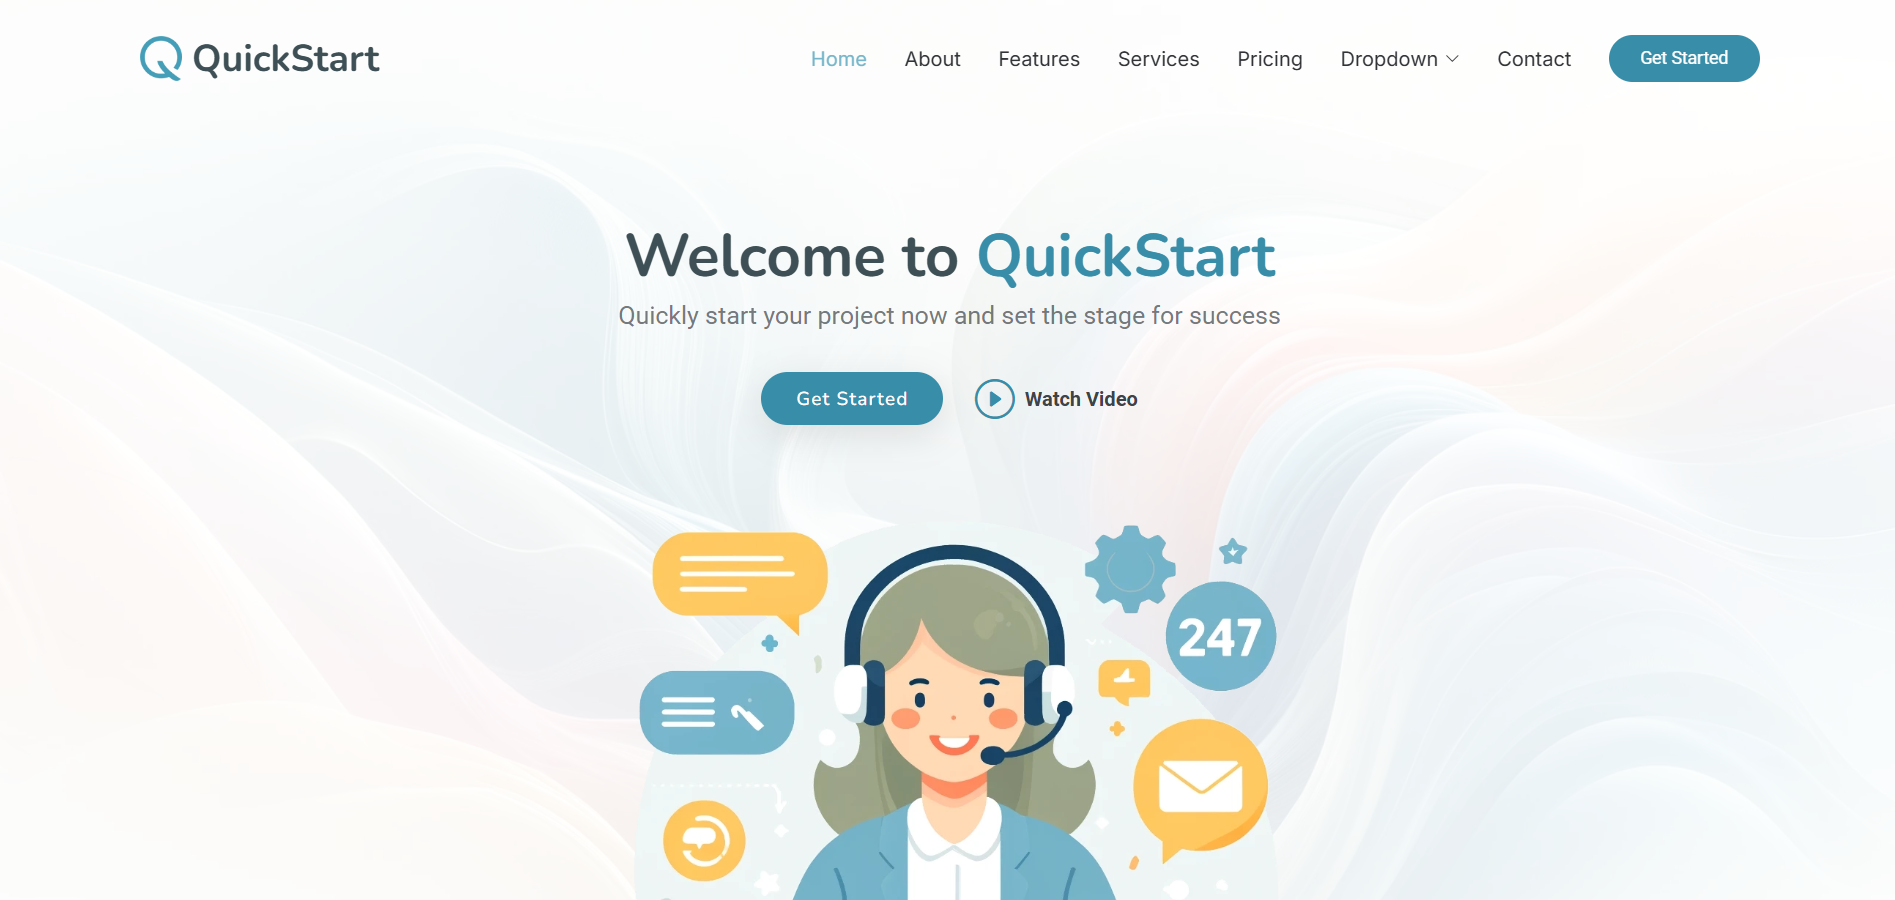 QuickStart
Home About Features Services Pricing Dropdown Contact Get Started
Welcome to QuickStart
Quickly start your project now and set the stage for success
Get Started Watch Video
247